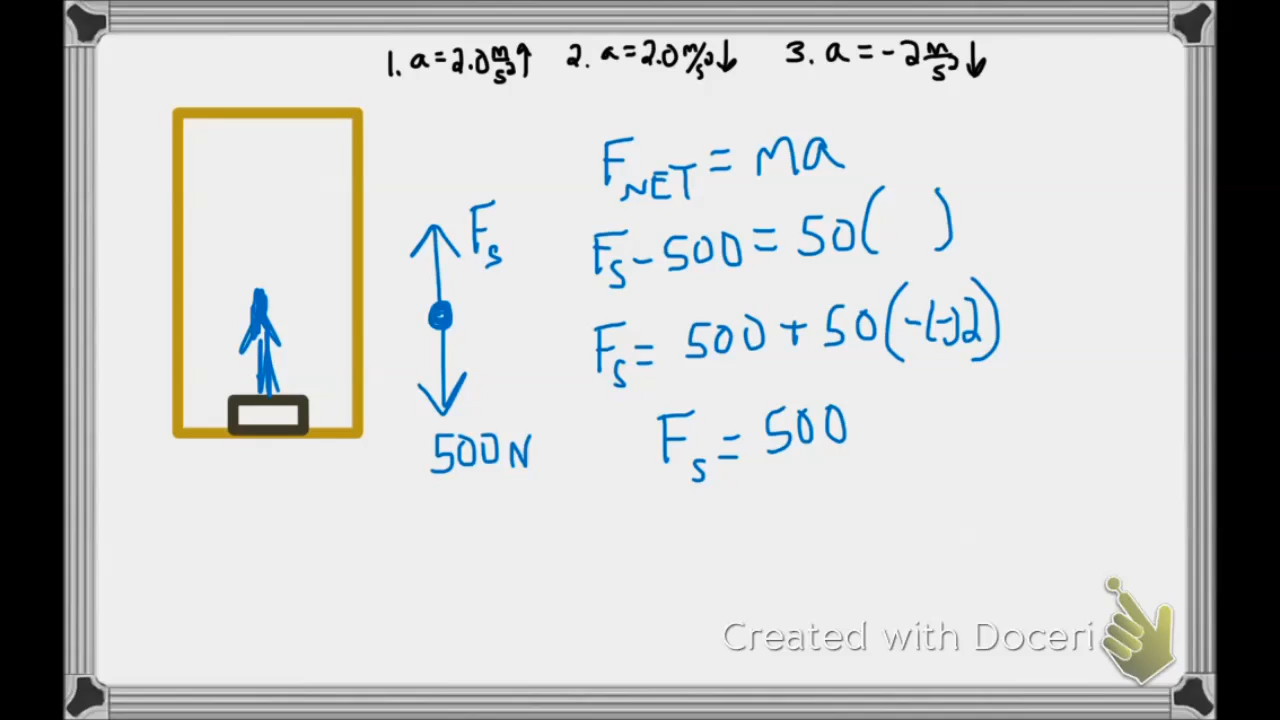 1. a = 2.0 m/s² ↑ 2. a = 2.0 m/s² ↓ 3. a = -2 m/s² ↓
F_NET = ma
F_s
F_s - 500 = 50( )
F_s = 500 + 50(-(-)2)
F_s = 500
500N
Created with Doceri